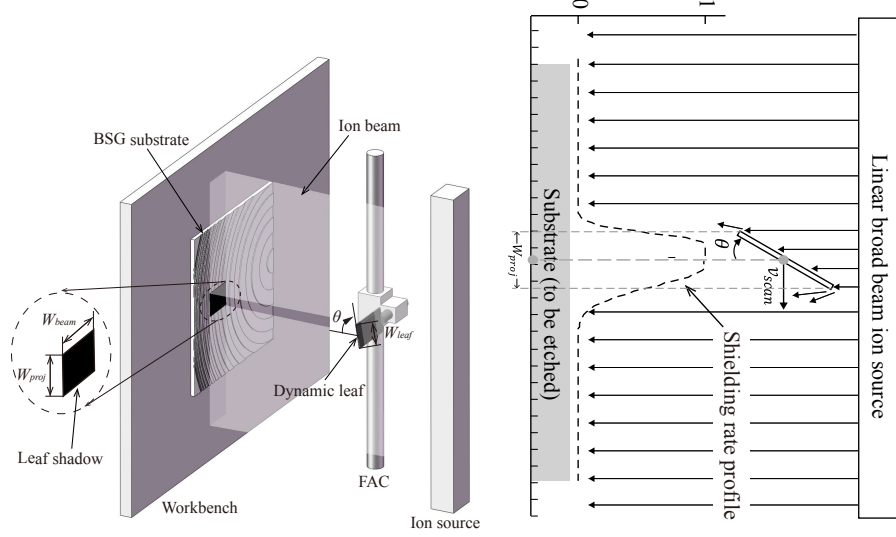 BSG substrate
Ion beam
θ
W_leaf
W_beam
W_proj
Dynamic leaf
Leaf shadow
Workbench
FAC
Ion source
0
1
Linear broad beam ion source
Substrate (to be etched)
W_proj
θ
v_scan
Shielding rate profile